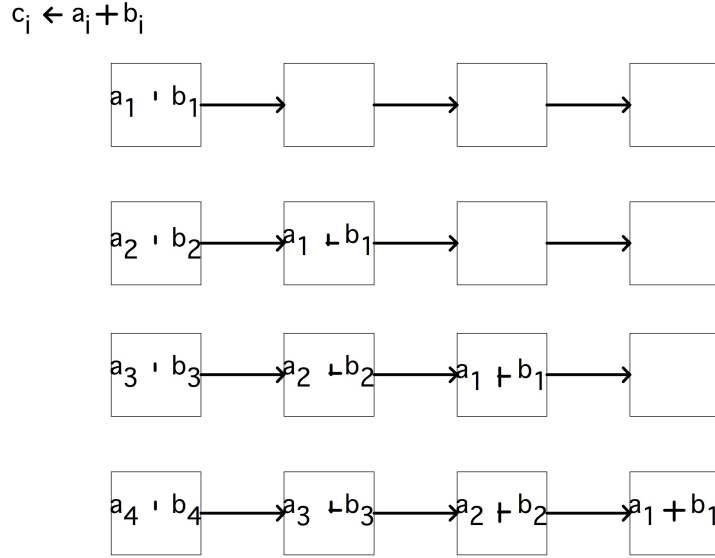 cᵢ ← aᵢ + bᵢ
a₁ ╵ b₁
a₂ ╵ b₂ a₁ ┕ b₁
a₃ ╵ b₃ a₂ ┕ b₂ a₁ ┝ b₁
a₄ ╵ b₄ a₃ ┕ b₃ a₂ ┝ b₂ a₁ + b₁